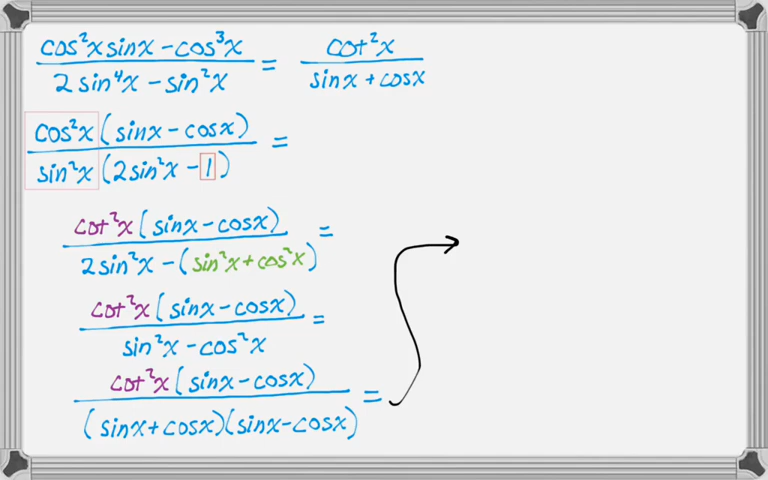 cos²x sinx - cos³x / 2 sin⁴x - sin²x = cot²x / sinx + cosx
cos²x (sinx - cosx) / sin²x (2sin²x - 1) =
cot²x (sinx - cosx) / 2sin²x - (sin²x + cos²x) =
cot²x (sinx - cosx) / sin²x - cos²x =
cot²x (sinx - cosx) / (sinx + cosx)(sinx - cosx) =